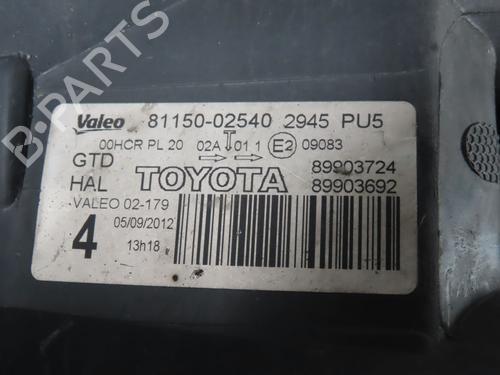 B-PARTS
Valeo 81150-02540 2945 PU5
00HCR PL 20 02A 01 1 E2 09083
GTD TOYOTA 89903724
HAL 89903692
VALEO 02-179
4 05/09/2012
13h18